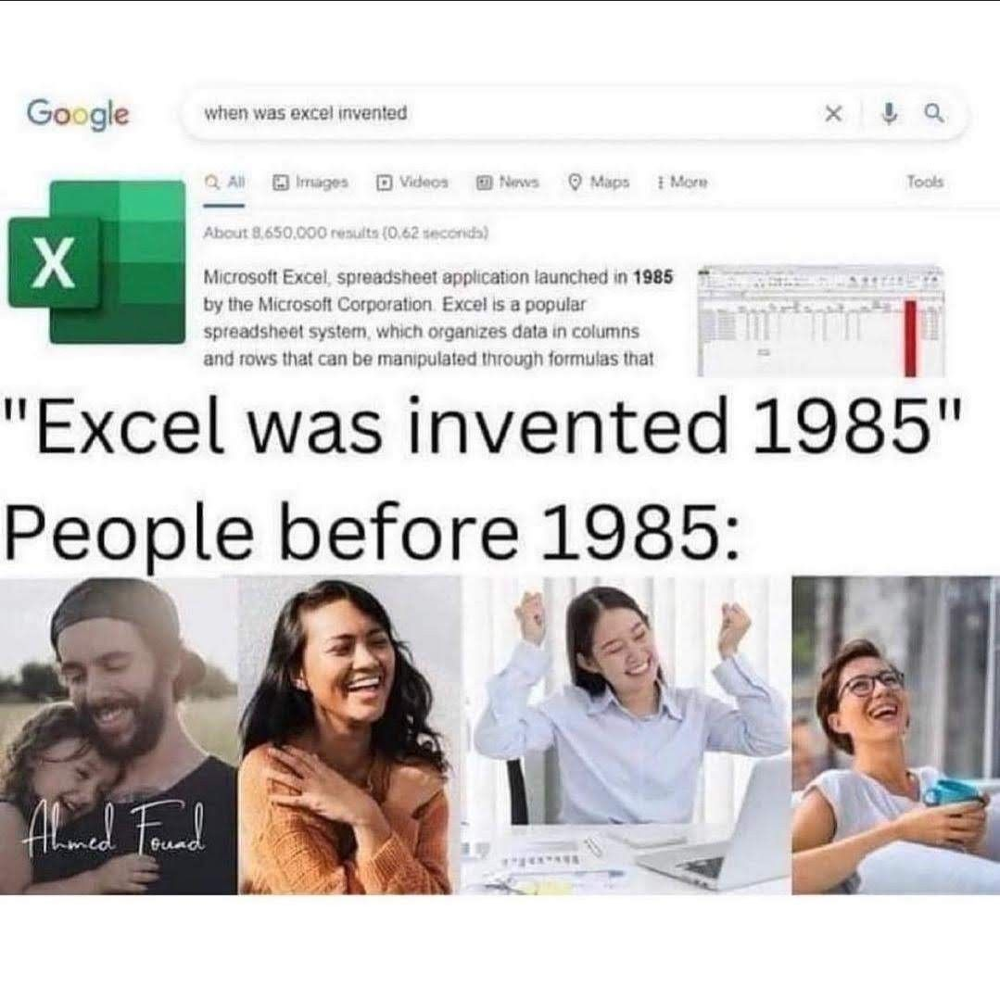 Google
when was excel invented
All Images Videos News Maps More Tools
About 8,650,000 results (0.62 seconds)
X
Microsoft Excel, spreadsheet application launched in 1985
by the Microsoft Corporation. Excel is a popular
spreadsheet system, which organizes data in columns
and rows that can be manipulated through formulas that
"Excel was invented 1985"
People before 1985:
Ahmed Fouad